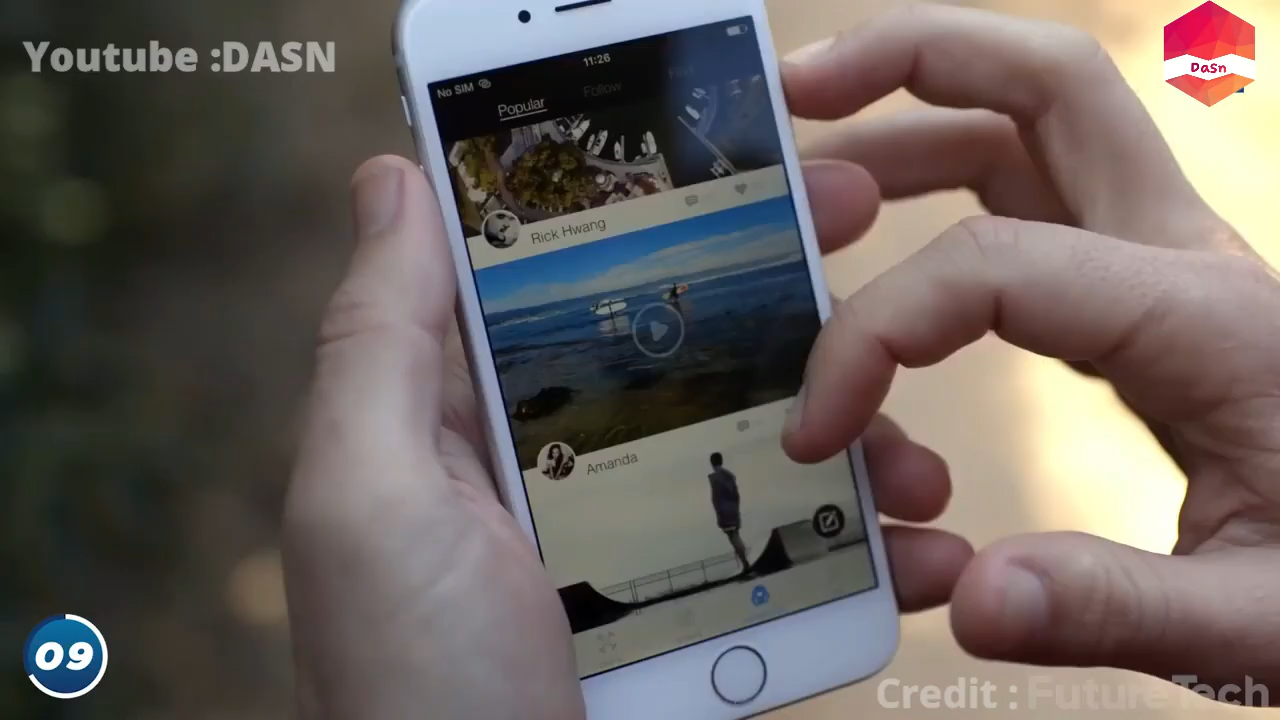 Youtube :DASN
DaSn
11:26
No SIM
Popular
Follow
Rick Hwang
Amanda
09
Credit : FutureTech